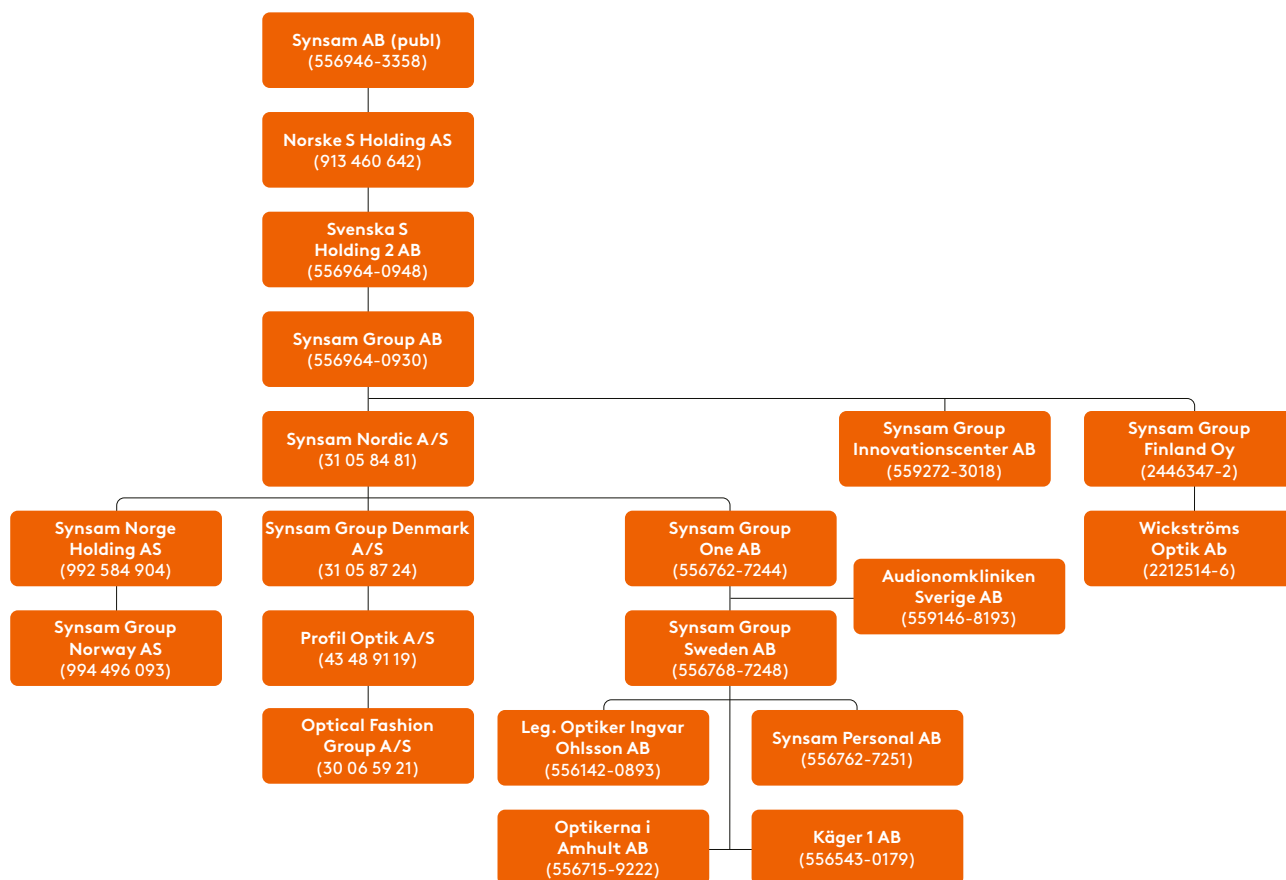 Synsam AB (publ)
(556946-3358)
Norske S Holding AS
(913 460 642)
Svenska S
Holding 2 AB
(556964-0948)
Synsam Group AB
(556964-0930)
Synsam Nordic A/S
(31 05 84 81)
Synsam Group
Innovationscenter AB
(559272-3018)
Synsam Group
Finland Oy
(2446347-2)
Synsam Norge
Holding AS
(992 584 904)
Synsam Group Denmark
A/S
(31 05 87 24)
Synsam Group
One AB
(556762-7244)
Wickströms
Optik Ab
(2212514-6)
Audionomkliniken
Sverige AB
(559146-8193)
Synsam Group
Norway AS
(994 496 093)
Profil Optik A/S
(43 48 91 19)
Synsam Group
Sweden AB
(556768-7248)
Optical Fashion
Group A/S
(30 06 59 21)
Leg. Optiker Ingvar
Ohlsson AB
(556142-0893)
Synsam Personal AB
(556762-7251)
Optikerna i
Amhult AB
(556715-9222)
Käger 1 AB
(556543-0179)